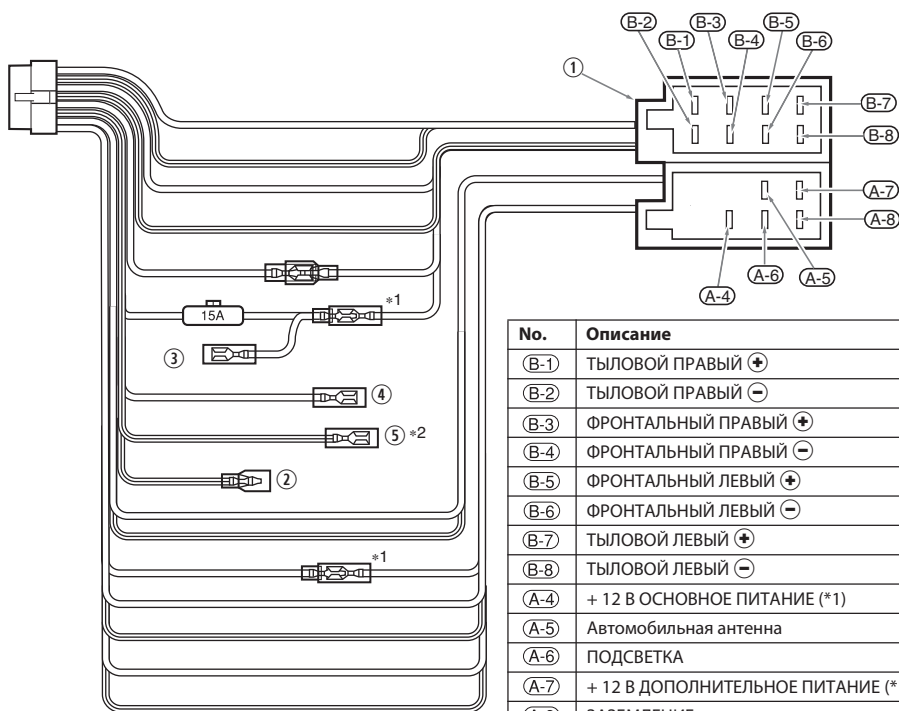 B-2 B-3 B-5
B-1 B-4 B-6
① B-7
B-8
A-7
A-8
A-6 A-5
A-4
*1
15A
③
④
⑤ *2
②
*1
No. Описание
B-1 ТЫЛОВОЙ ПРАВЫЙ ⊕
B-2 ТЫЛОВОЙ ПРАВЫЙ ⊖
B-3 ФРОНТАЛЬНЫЙ ПРАВЫЙ ⊕
B-4 ФРОНТАЛЬНЫЙ ПРАВЫЙ ⊖
B-5 ФРОНТАЛЬНЫЙ ЛЕВЫЙ ⊕
B-6 ФРОНТАЛЬНЫЙ ЛЕВЫЙ ⊖
B-7 ТЫЛОВОЙ ЛЕВЫЙ ⊕
B-8 ТЫЛОВОЙ ЛЕВЫЙ ⊖
A-4 + 12 В ОСНОВНОЕ ПИТАНИЕ (*1)
A-5 Автомобильная антенна
A-6 ПОДСВЕТКА
A-7 + 12 В ДОПОЛНИТЕЛЬНОЕ ПИТАНИЕ (*